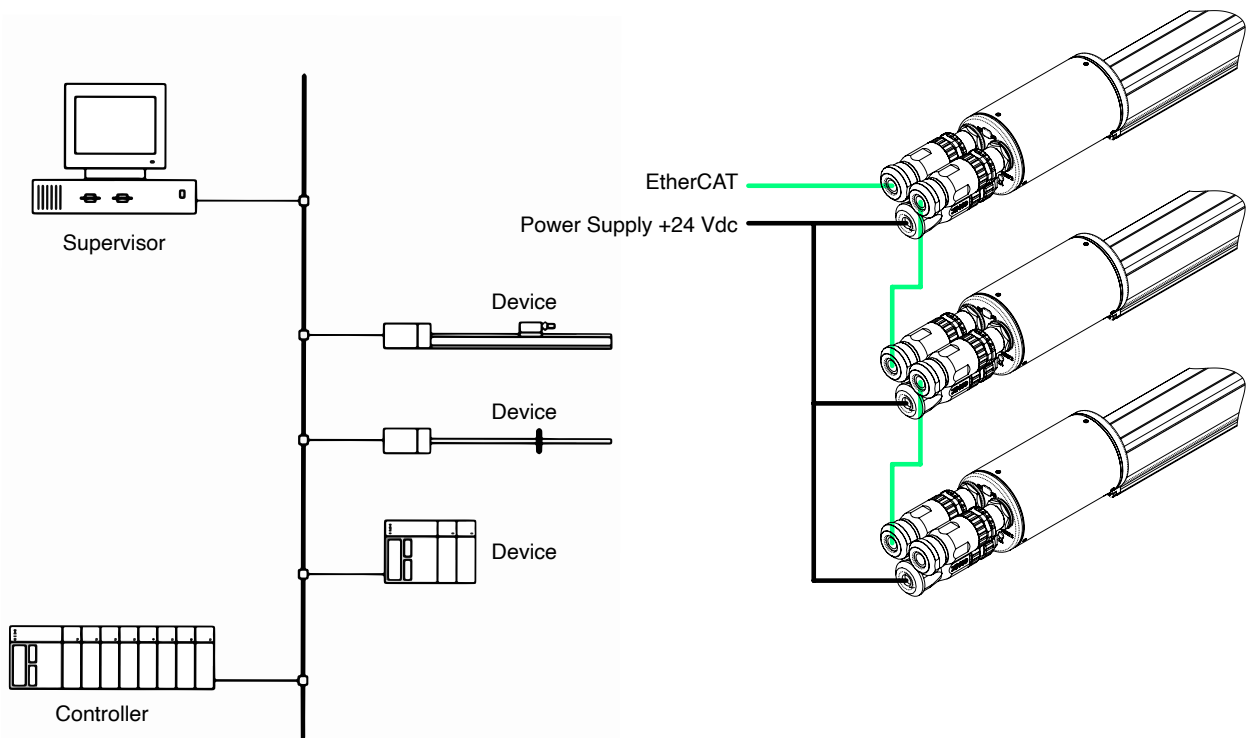 Supervisor
Device
Device
Device
Controller
EtherCAT
Power Supply +24 Vdc